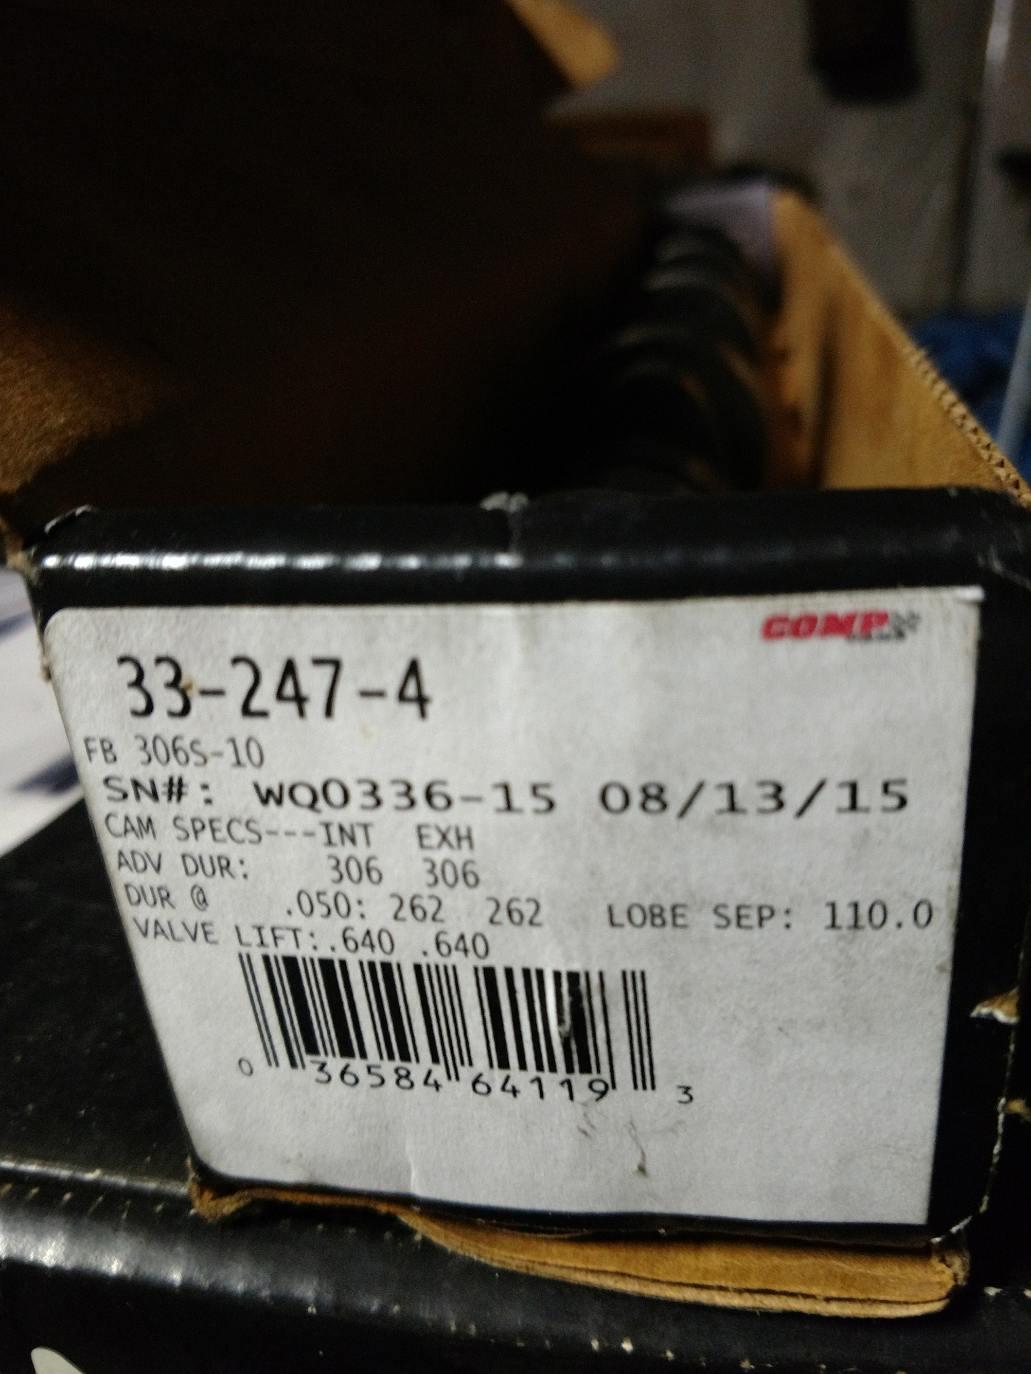 COMP
33-247-4
FB 306S-10
SN#: WQ0336-15 08/13/15
CAM SPECS---INT EXH
ADV DUR: 306 306
DUR @ .050: 262 262 LOBE SEP: 110.0
VALVE LIFT:.640 .640
0 36584 64119 3